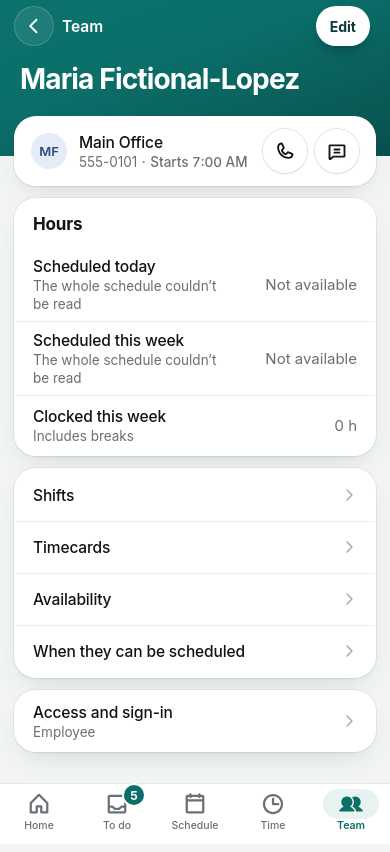 Team
Edit
Maria Fictional-Lopez
MF
Main Office
555-0101 · Starts 7:00 AM
Hours
Scheduled today
The whole schedule couldn't
be read
Not available
Scheduled this week
The whole schedule couldn't
be read
Not available
Clocked this week
Includes breaks
0 h
Shifts
Timecards
Availability
When they can be scheduled
Access and sign-in
Employee
5
Home
To do
Schedule
Time
Team